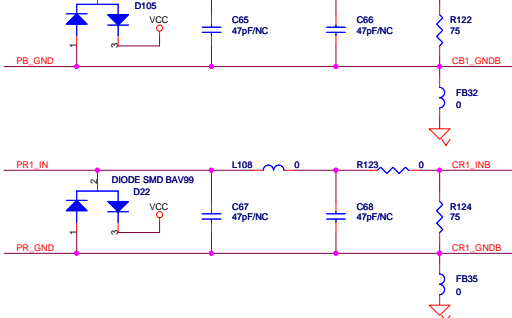 D105
VCC
C65
47pF/NC
C66
47pF/NC
R122
75
1
3
PB_GND
CB1_GNDB
FB32
0
PR1_IN
L108
0
R123
0
CR1_INB
2
DIODE SMD BAV99
D22
VCC
C67
47pF/NC
C68
47pF/NC
R124
75
1
3
PR_GND
CR1_GNDB
FB35
0